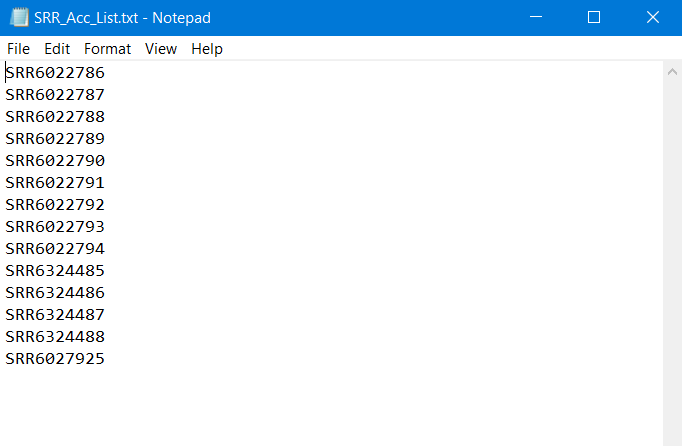 SRR_Acc_List.txt - Notepad
File Edit Format View Help
SRR6022786
SRR6022787
SRR6022788
SRR6022789
SRR6022790
SRR6022791
SRR6022792
SRR6022793
SRR6022794
SRR6324485
SRR6324486
SRR6324487
SRR6324488
SRR6027925